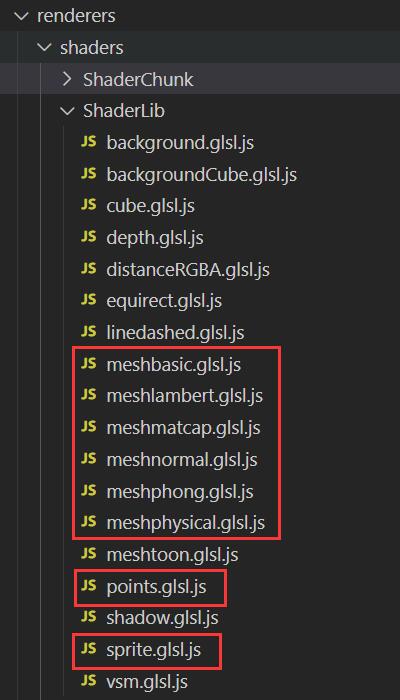 renderers
shaders
ShaderChunk
ShaderLib
JS background.glsl.js
JS backgroundCube.glsl.js
JS cube.glsl.js
JS depth.glsl.js
JS distanceRGBA.glsl.js
JS equirect.glsl.js
JS linedashed.glsl.js
JS meshbasic.glsl.js
JS meshlambert.glsl.js
JS meshmatcap.glsl.js
JS meshnormal.glsl.js
JS meshphong.glsl.js
JS meshphysical.glsl.js
JS meshtoon.glsl.js
JS points.glsl.js
JS shadow.glsl.js
JS sprite.glsl.js
JS vsm.glsl.js